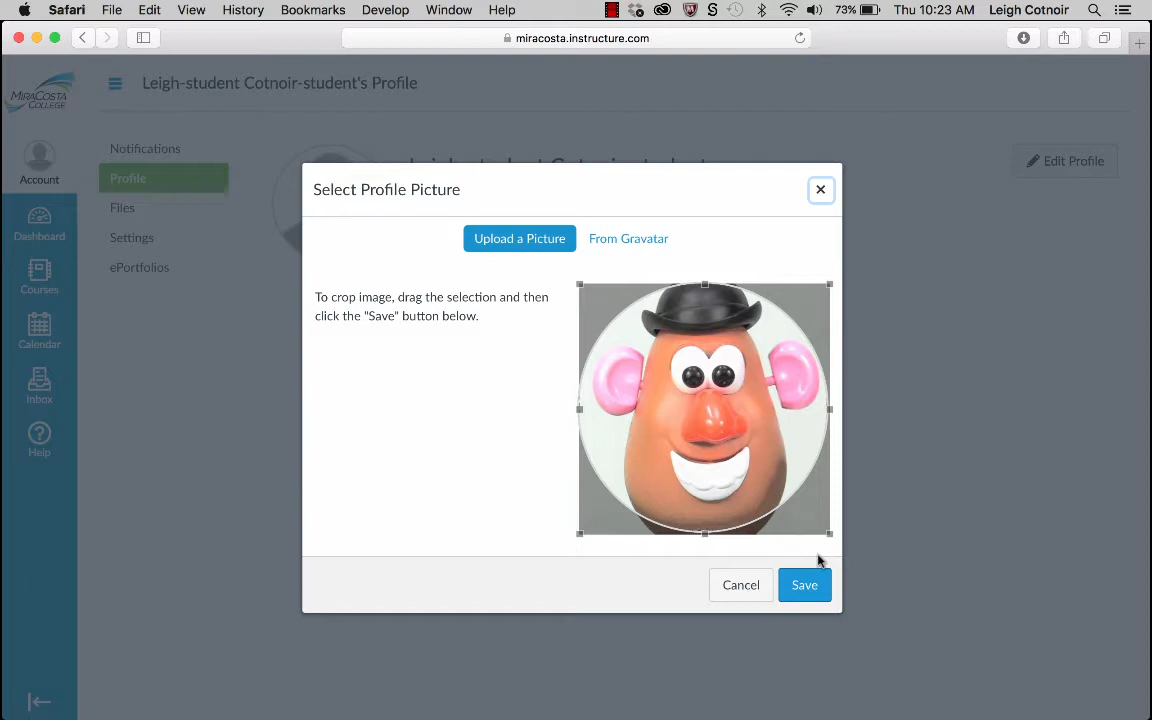 Safari File Edit View History Bookmarks Develop Window Help S 73% Thu 10:23 AM Leigh Cotnoir
miracosta.instructure.com
MIRACOSTA COLLEGE
Leigh-student Cotnoir-student's Profile
Account
Dashboard
Courses
Calendar
Inbox
Help
Notifications
Profile
Files
Settings
ePortfolios
Edit Profile
Select Profile Picture
Upload a Picture From Gravatar
To crop image, drag the selection and then
click the "Save" button below.
Cancel Save